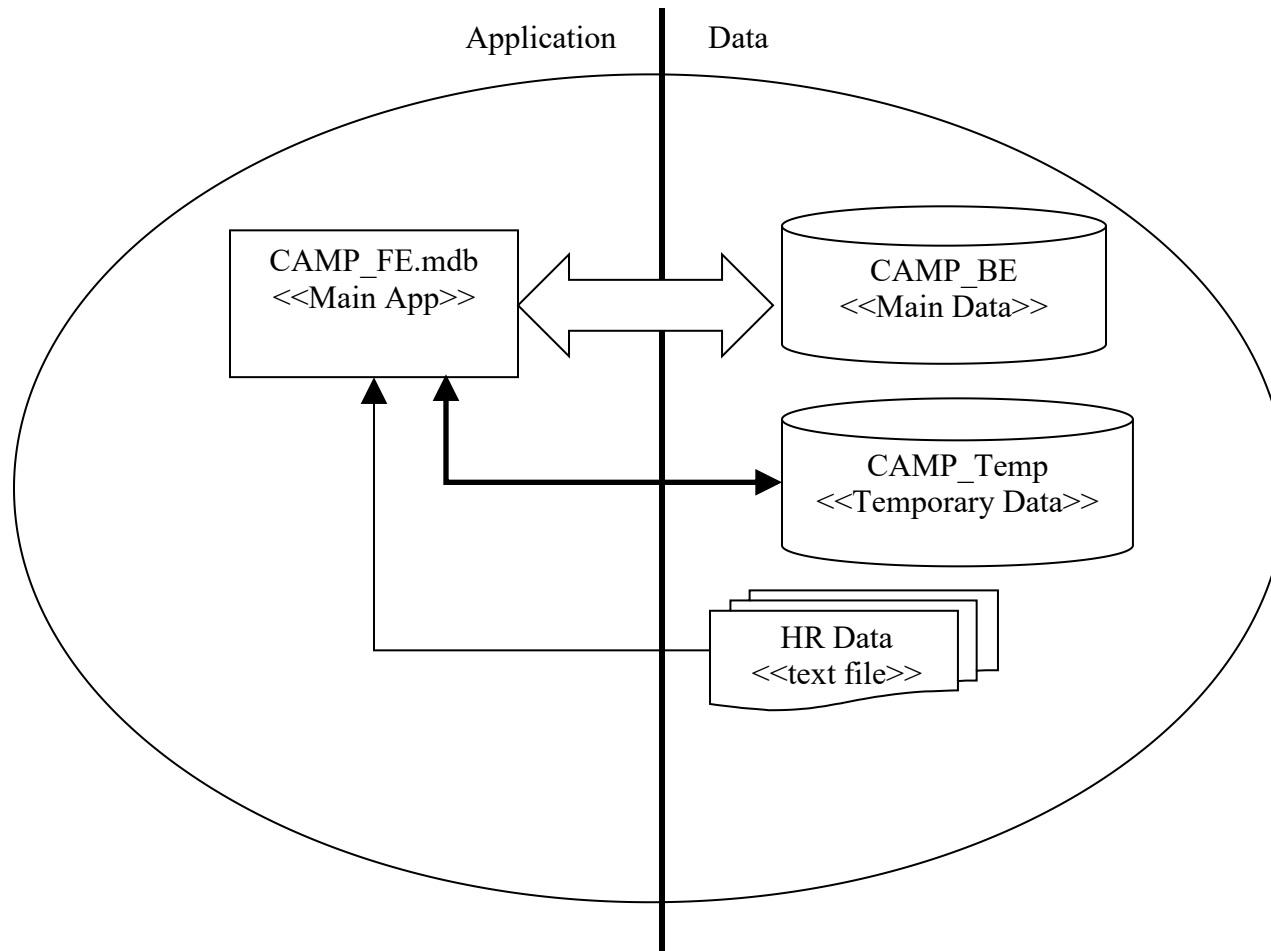 Application
Data
CAMP_FE.mdb
<<Main App>>
CAMP_BE
<<Main Data>>
CAMP_Temp
<<Temporary Data>>
HR Data
<<text file>>